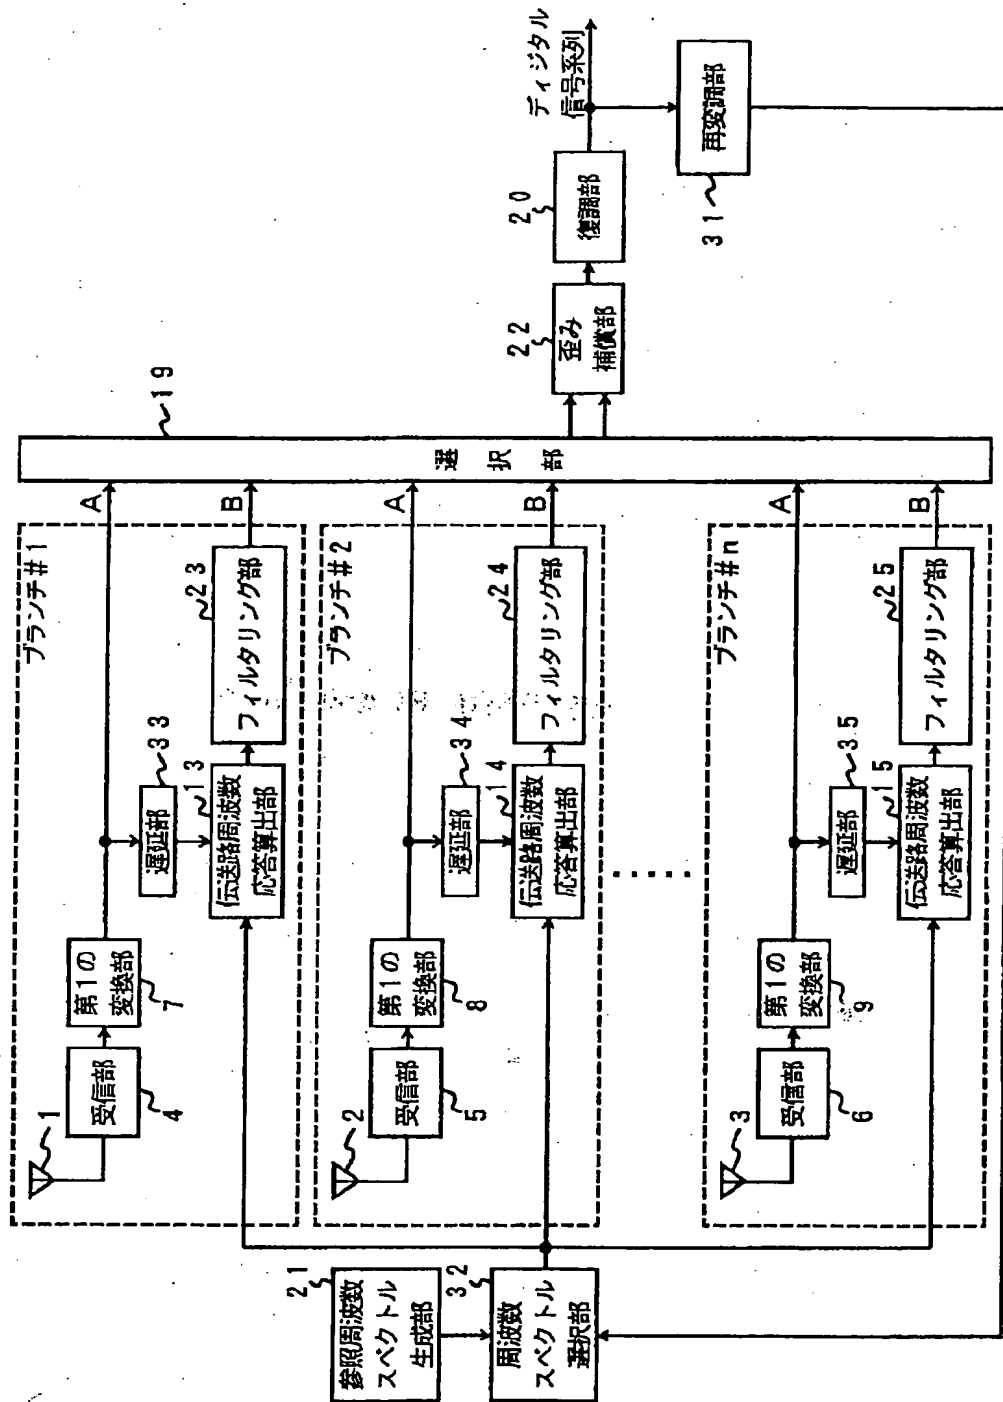 ブランチ#1
1
受信部
4
第1の
変換部
7
遅延部
33
伝送路周波数
応答算出部
13
フィルタリング部
23
A
B
ブランチ#2
2
受信部
5
第1の
変換部
8
遅延部
34
伝送路周波数
応答算出部
14
フィルタリング部
24
A
B
ブランチ#n
3
受信部
6
第1の
変換部
9
遅延部
35
伝送路周波数
応答算出部
15
フィルタリング部
25
A
B
参照周波数
スペクトル
生成部
21
周波数
スペクトル
選択部
32
選択部
19
歪み
補償部
22
復調部
20
ディジタル
信号系列
再変調部
31